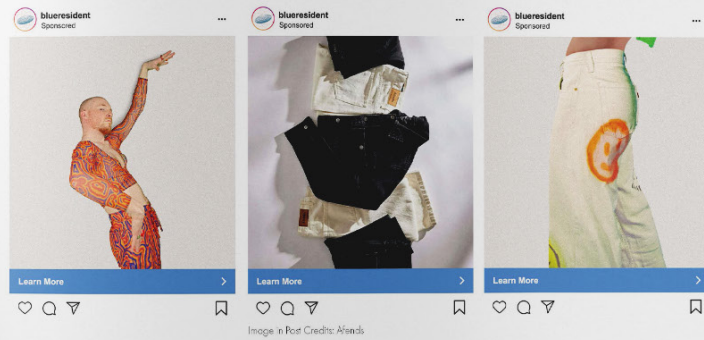 blueresident
Sponsored
Learn More
blueresident
Sponsored
Learn More
Image in Post Credits: Afends
blueresident
Sponsored
Learn More